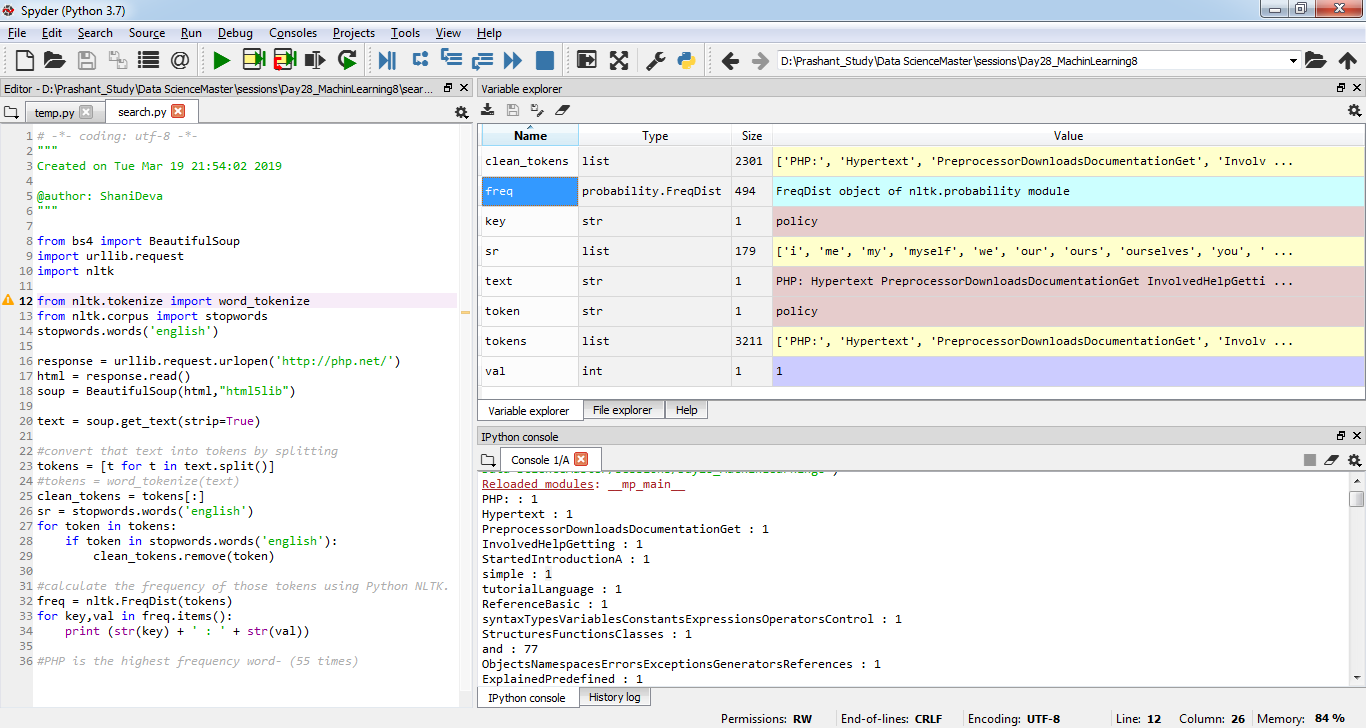 Spyder (Python 3.7)
File Edit Search Source Run Debug Consoles Projects Tools View Help
D:\Prashant_Study\Data ScienceMaster\sessions\Day28_MachinLearning8
Editor - D:\Prashant_Study\Data ScienceMaster\sessions\Day28_MachinLearning8\sear...
temp.py search.py
1 # -*- coding: utf-8 -*-
2 """
3 Created on Tue Mar 19 21:54:02 2019
4
5 @author: ShaniDeva
6 """
7
8 from bs4 import BeautifulSoup
9 import urllib.request
10 import nltk
11
12 from nltk.tokenize import word_tokenize
13 from nltk.corpus import stopwords
14 stopwords.words('english')
15
16 response = urllib.request.urlopen('http://php.net/')
17 html = response.read()
18 soup = BeautifulSoup(html,"html5lib")
19
20 text = soup.get_text(strip=True)
21
22 #convert that text into tokens by splitting
23 tokens = [t for t in text.split()]
24 #tokens = word_tokenize(text)
25 clean_tokens = tokens[:]
26 sr = stopwords.words('english')
27 for token in tokens:
28     if token in stopwords.words('english'):
29         clean_tokens.remove(token)
30
31 #calculate the frequency of those tokens using Python NLTK.
32 freq = nltk.FreqDist(tokens)
33 for key,val in freq.items():
34     print (str(key) + ' : ' + str(val))
35
36 #PHP is the highest frequency word- (55 times)
Variable explorer
Name Type Size Value
clean_tokens list 2301 ['PHP:', 'Hypertext', 'PreprocessorDownloadsDocumentationGet', 'Involv ...
freq probability.FreqDist 494 FreqDist object of nltk.probability module
key str 1 policy
sr list 179 ['i', 'me', 'my', 'myself', 'we', 'our', 'ours', 'ourselves', 'you', ' ...
text str 1 PHP: Hypertext PreprocessorDownloadsDocumentationGet InvolvedHelpGetti ...
token str 1 policy
tokens list 3211 ['PHP:', 'Hypertext', 'PreprocessorDownloadsDocumentationGet', 'Involv ...
val int 1 1
Variable explorer File explorer Help
IPython console
Console 1/A
Reloaded modules: __mp_main__
PHP: : 1
Hypertext : 1
PreprocessorDownloadsDocumentationGet : 1
InvolvedHelpGetting : 1
StartedIntroductionA : 1
simple : 1
tutorialLanguage : 1
ReferenceBasic : 1
syntaxTypesVariablesConstantsExpressionsOperatorsControl : 1
StructuresFunctionsClasses : 1
and : 77
ObjectsNamespacesErrorsExceptionsGeneratorsReferences : 1
ExplainedPredefined : 1
IPython console History log
Permissions: RW End-of-lines: CRLF Encoding: UTF-8 Line: 12 Column: 26 Memory: 84 %